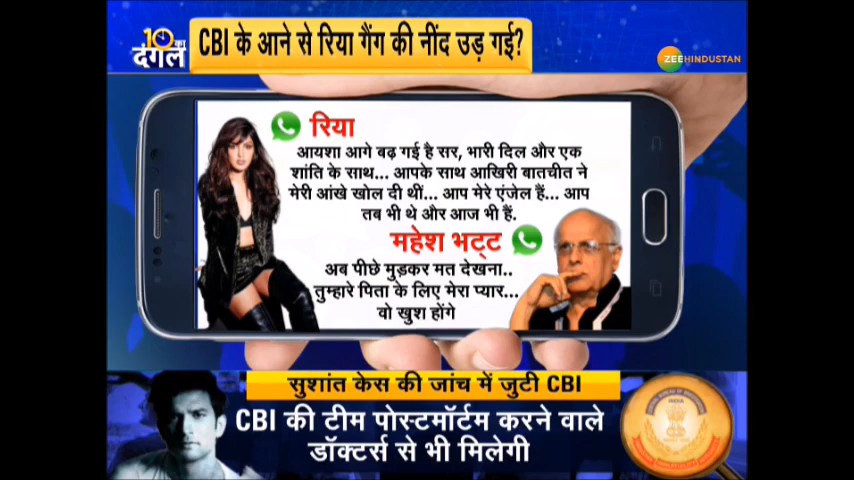 10 का
दंगल
CBI के आने से रिया गैंग की नींद उड़ गई?
ZEE HINDUSTAN
रिया
आयशा आगे बढ़ गई है सर, भारी दिल और एक
शांति के साथ... आपके साथ आखिरी बातचीत ने
मेरी आंखे खोल दी थीं... आप मेरे एंजेल हैं... आप
तब भी थे और आज भी हैं.
महेश भट्ट
अब पीछे मुड़कर मत देखना..
तुम्हारे पिता के लिए मेरा प्यार...
वो खुश होंगे
सुशांत केस की जांच में जुटी CBI
CBI की टीम पोस्टमॉर्टम करने वाले
डॉक्टर्स से भी मिलेगी
INDIA